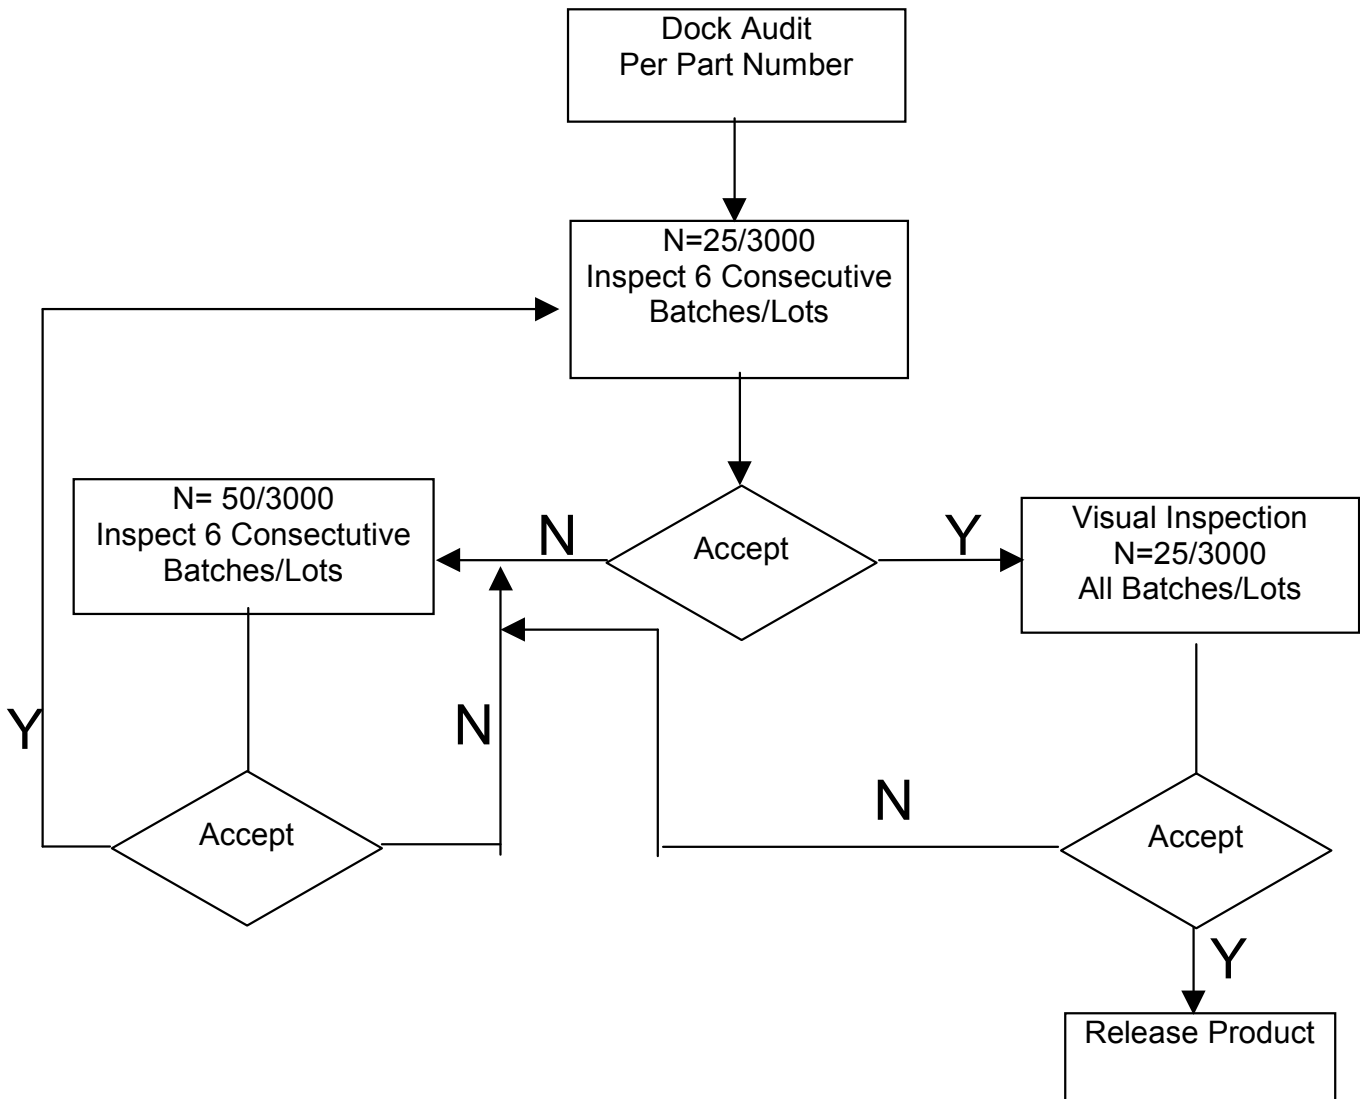 Dock Audit
Per Part Number
N=25/3000
Inspect 6 Consecutive
Batches/Lots
N= 50/3000
Inspect 6 Consectutive
Batches/Lots
N
Accept
Y
Visual Inspection
N=25/3000
All Batches/Lots
Y
N
Accept
N
Accept
Y
Release Product